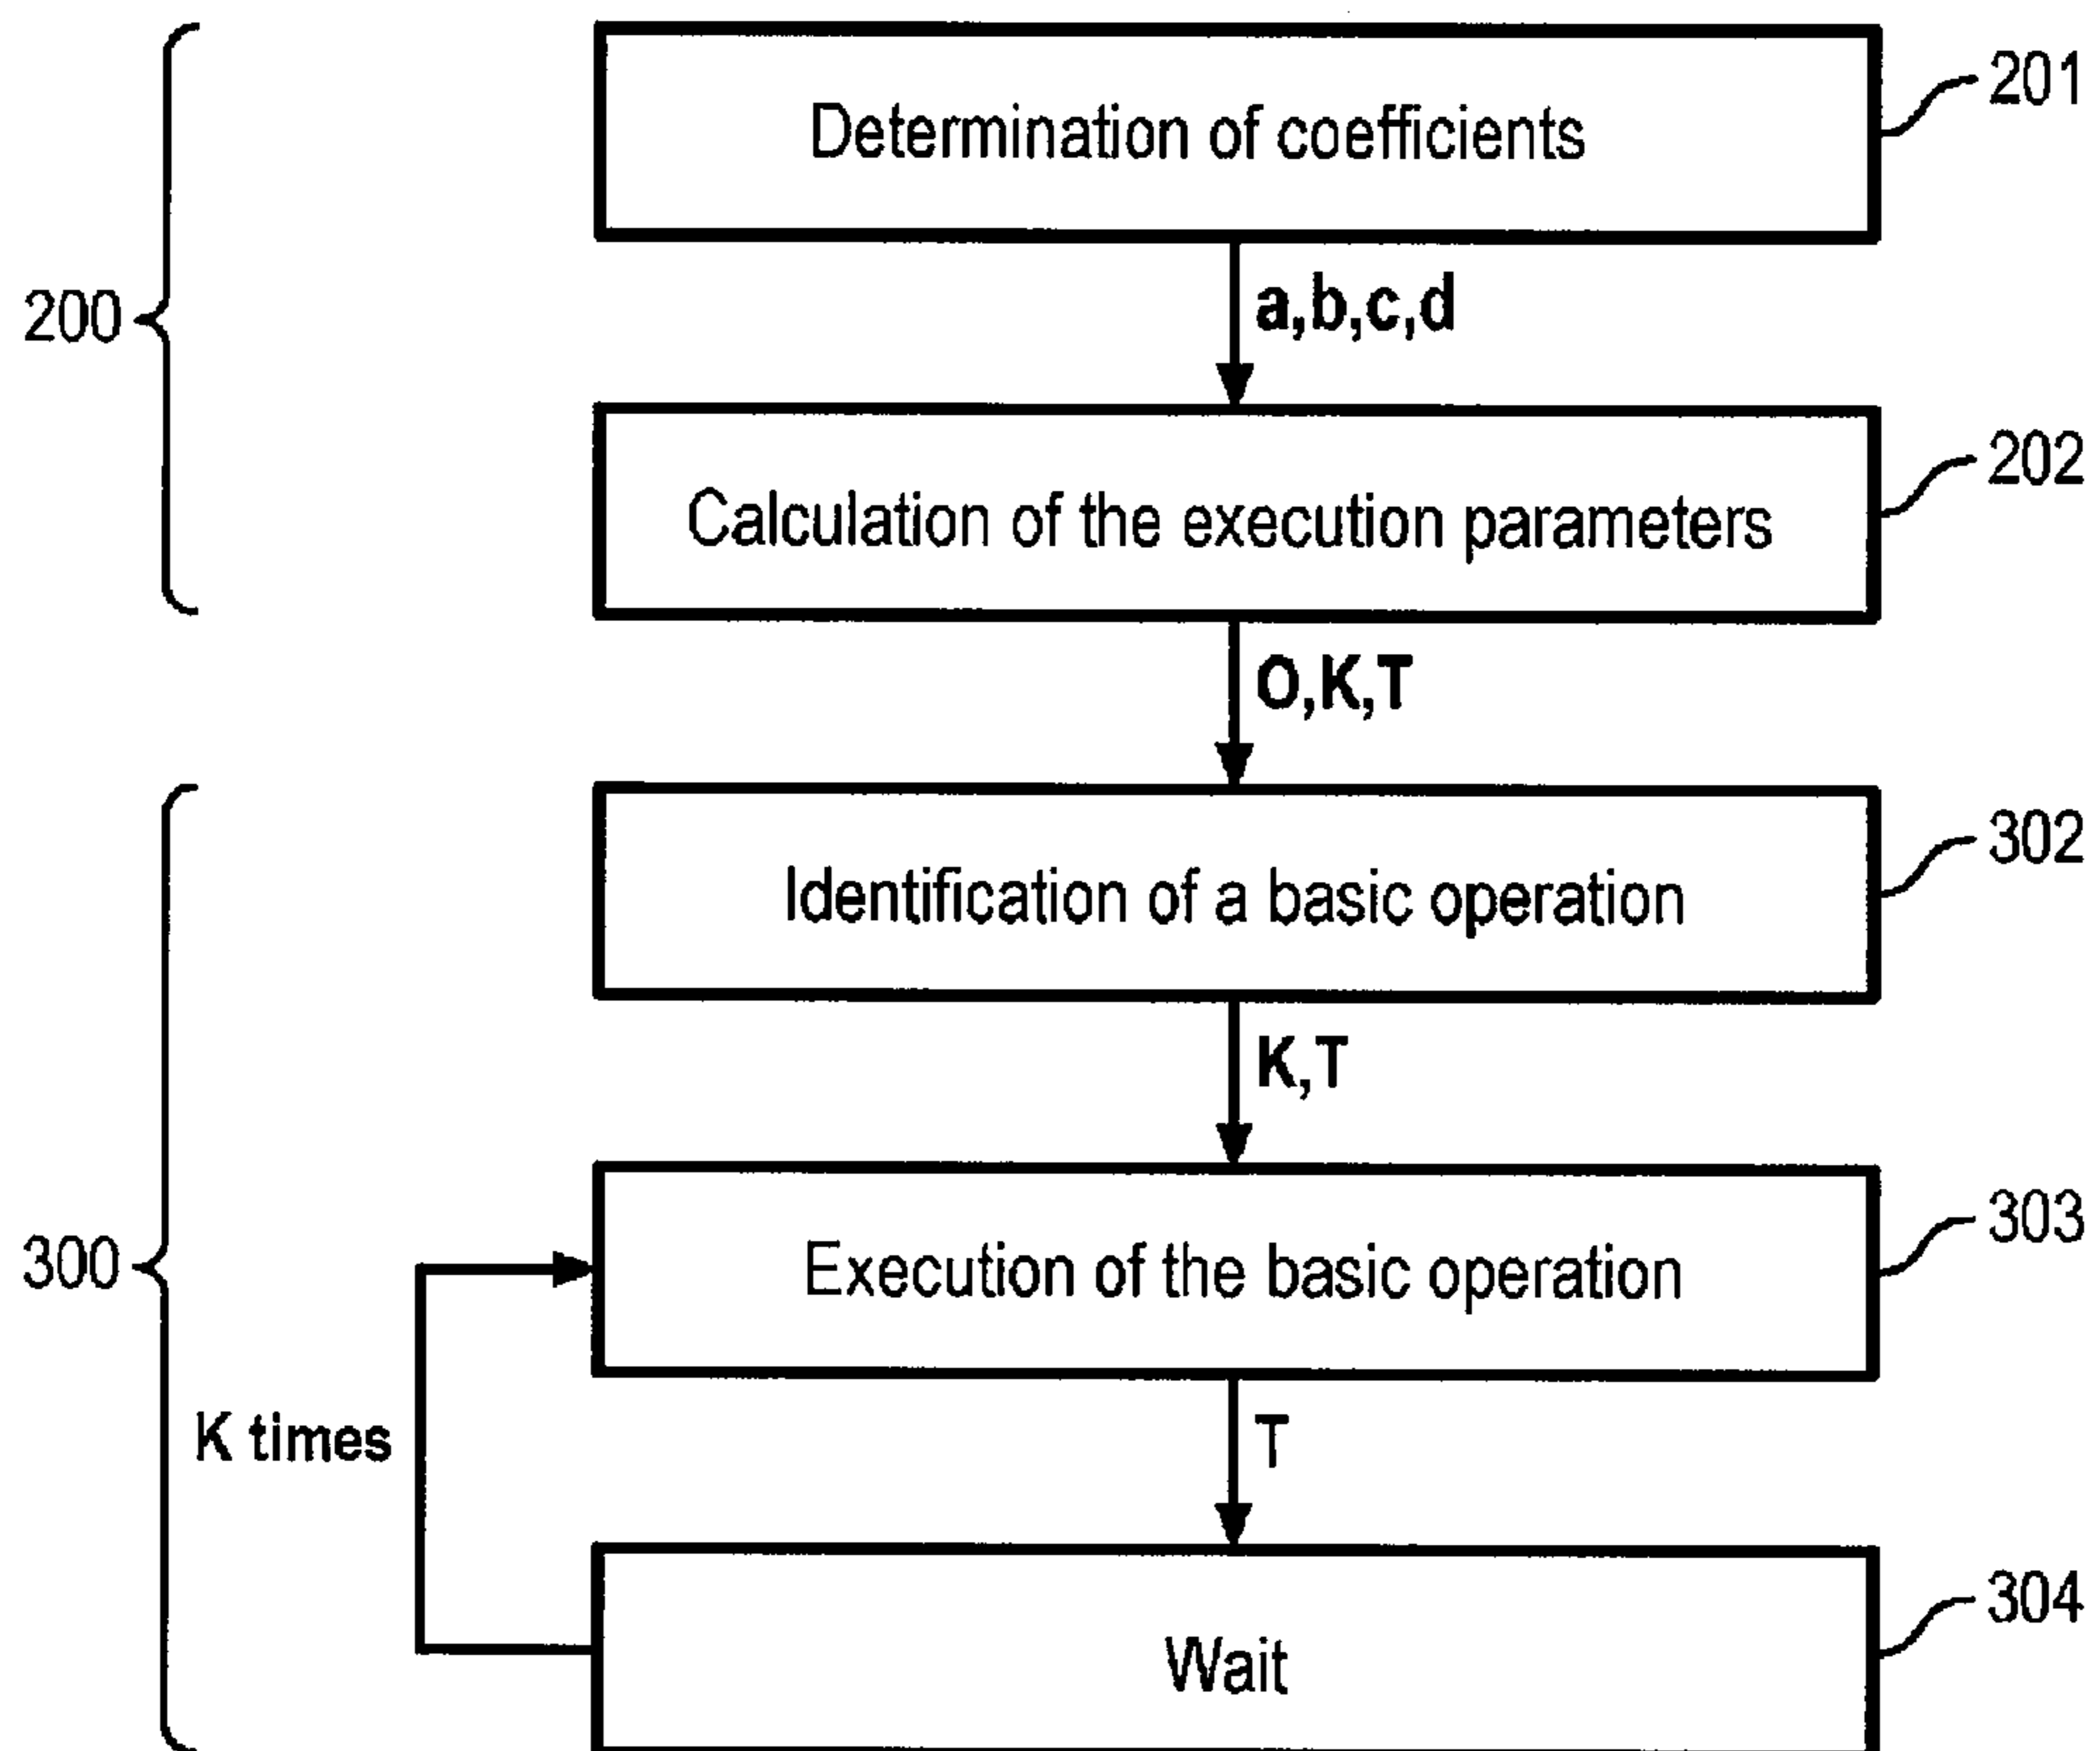 201
Determination of coefficients
200
a,b,c,d
202
Calculation of the execution parameters
O,K,T
302
Identification of a basic operation
K,T
303
300
Execution of the basic operation
K times
T
304
Wait